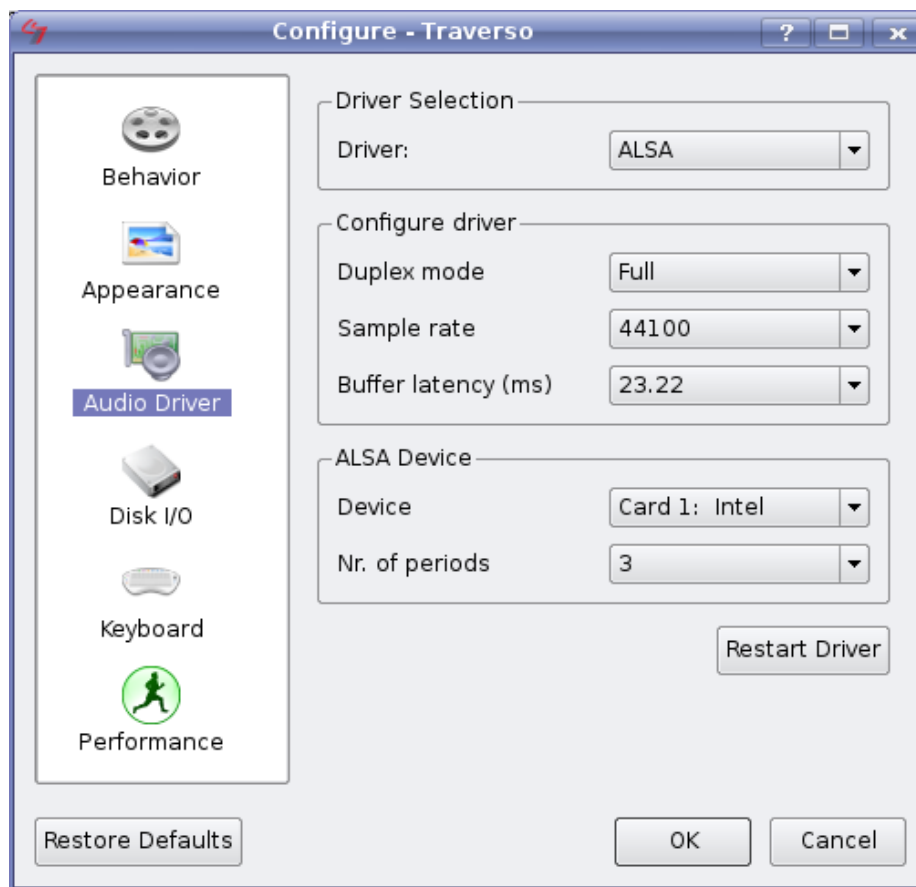 Configure - Traverso
Behavior
Appearance
Audio Driver
Disk I/O
Keyboard
Performance
Driver Selection
Driver: ALSA
Configure driver
Duplex mode Full
Sample rate 44100
Buffer latency (ms) 23.22
ALSA Device
Device Card 1: Intel
Nr. of periods 3
Restart Driver
Restore Defaults OK Cancel